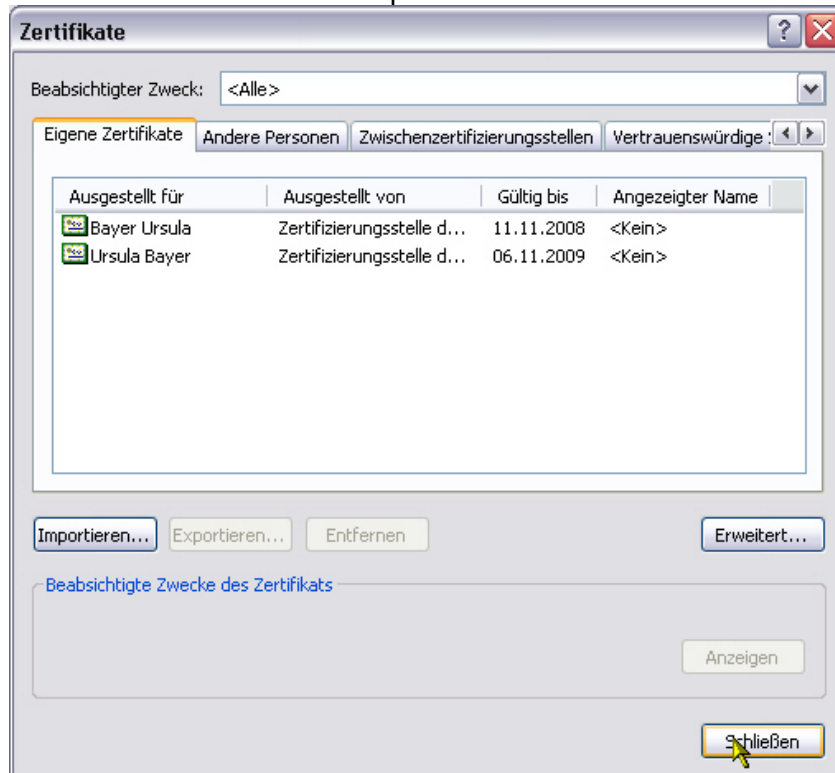 Zertifikate
Beabsichtigter Zweck: <Alle>
Eigene Zertifikate Andere Personen Zwischenzertifizierungsstellen Vertrauenswürdige
Ausgestellt für Ausgestellt von Gültig bis Angezeigter Name
Bayer Ursula Zertifizierungsstelle d... 11.11.2008 <Kein>
Ursula Bayer Zertifizierungsstelle d... 06.11.2009 <Kein>
Importieren... Exportieren... Entfernen Erweitert...
Beabsichtigte Zwecke des Zertifikats
Anzeigen
Schließen